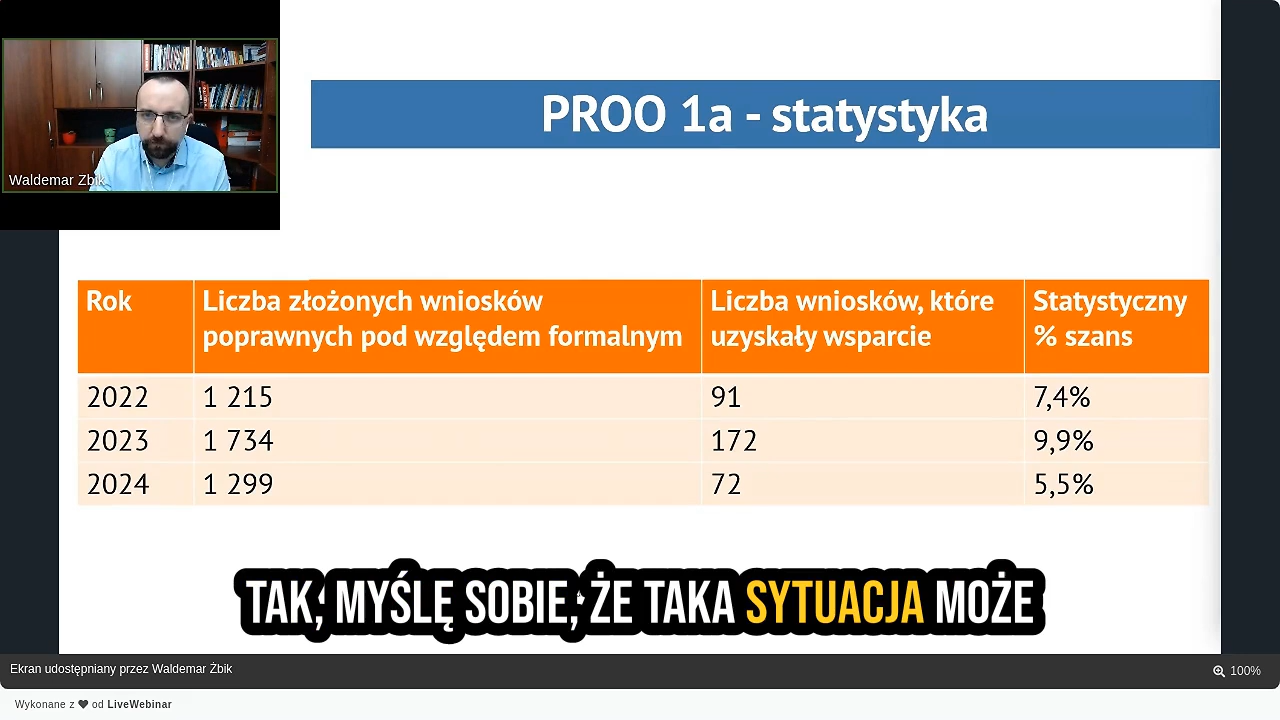 Waldemar Żbik
PROO 1a - statystyka
Rok
Liczba złożonych wniosków
poprawnych pod względem formalnym
Liczba wniosków, które
uzyskały wsparcie
Statystyczny
% szans
2022 1 215 91 7,4%
2023 1 734 172 9,9%
2024 1 299 72 5,5%
TAK, MYŚLĘ SOBIE, ŻE TAKA SYTUACJA MOŻE
Ekran udostępniany przez Waldemar Żbik
100%
Wykonane z ❤ od LiveWebinar